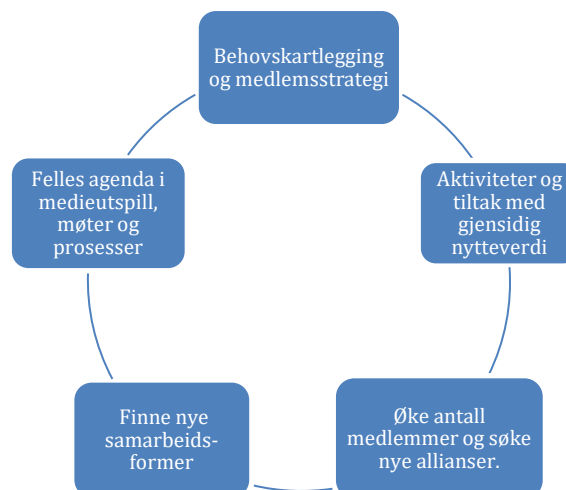 Behovskartlegging
og medlemsstrategi
Aktiviteter og
tiltak med
gjensidig
nytteverdi
Øke antall
medlemmer og søke
nye allianser.
Finne nye
samarbeids-
former
Felles agenda i
medieutspill,
møter og
prosesser